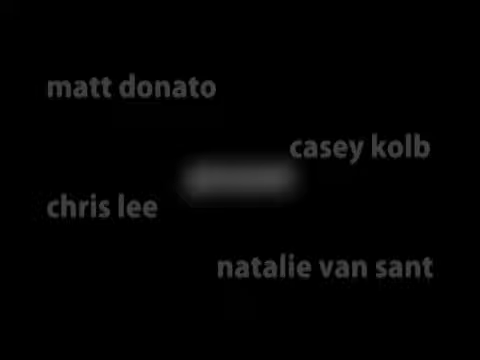 matt donato
casey kolb
chris lee
natalie van sant